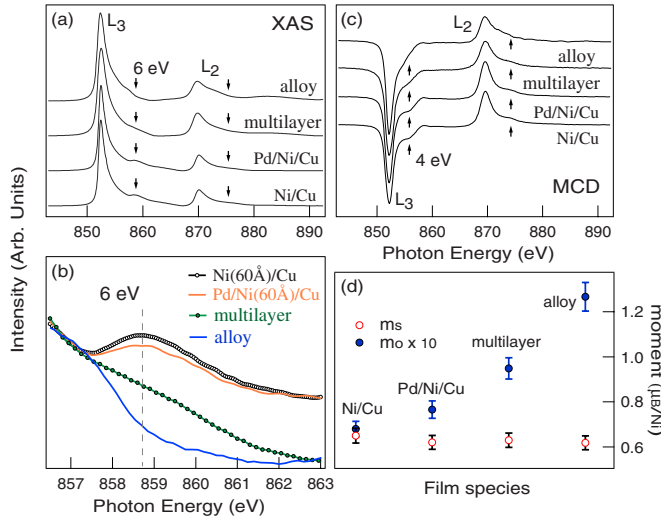 (a)
XAS
L3
6 eV
L2
alloy
multilayer
Pd/Ni/Cu
Ni/Cu
850 860 870 880 890
Photon Energy (eV)
(c)
L2
alloy
multilayer
Pd/Ni/Cu
Ni/Cu
4 eV
L3
MCD
850 860 870 880 890
Photon Energy (eV)
Intensity (Arb. Units)
(b)
6 eV
Ni(60Å)/Cu
Pd/Ni(60Å)/Cu
multilayer
alloy
857 858 859 860 861 862 863
Photon Energy (eV)
(d)
ms
mo x 10
alloy
multilayer
Pd/Ni/Cu
Ni/Cu
1.2
1.0
0.8
0.6
moment (μB/Ni)
Film species